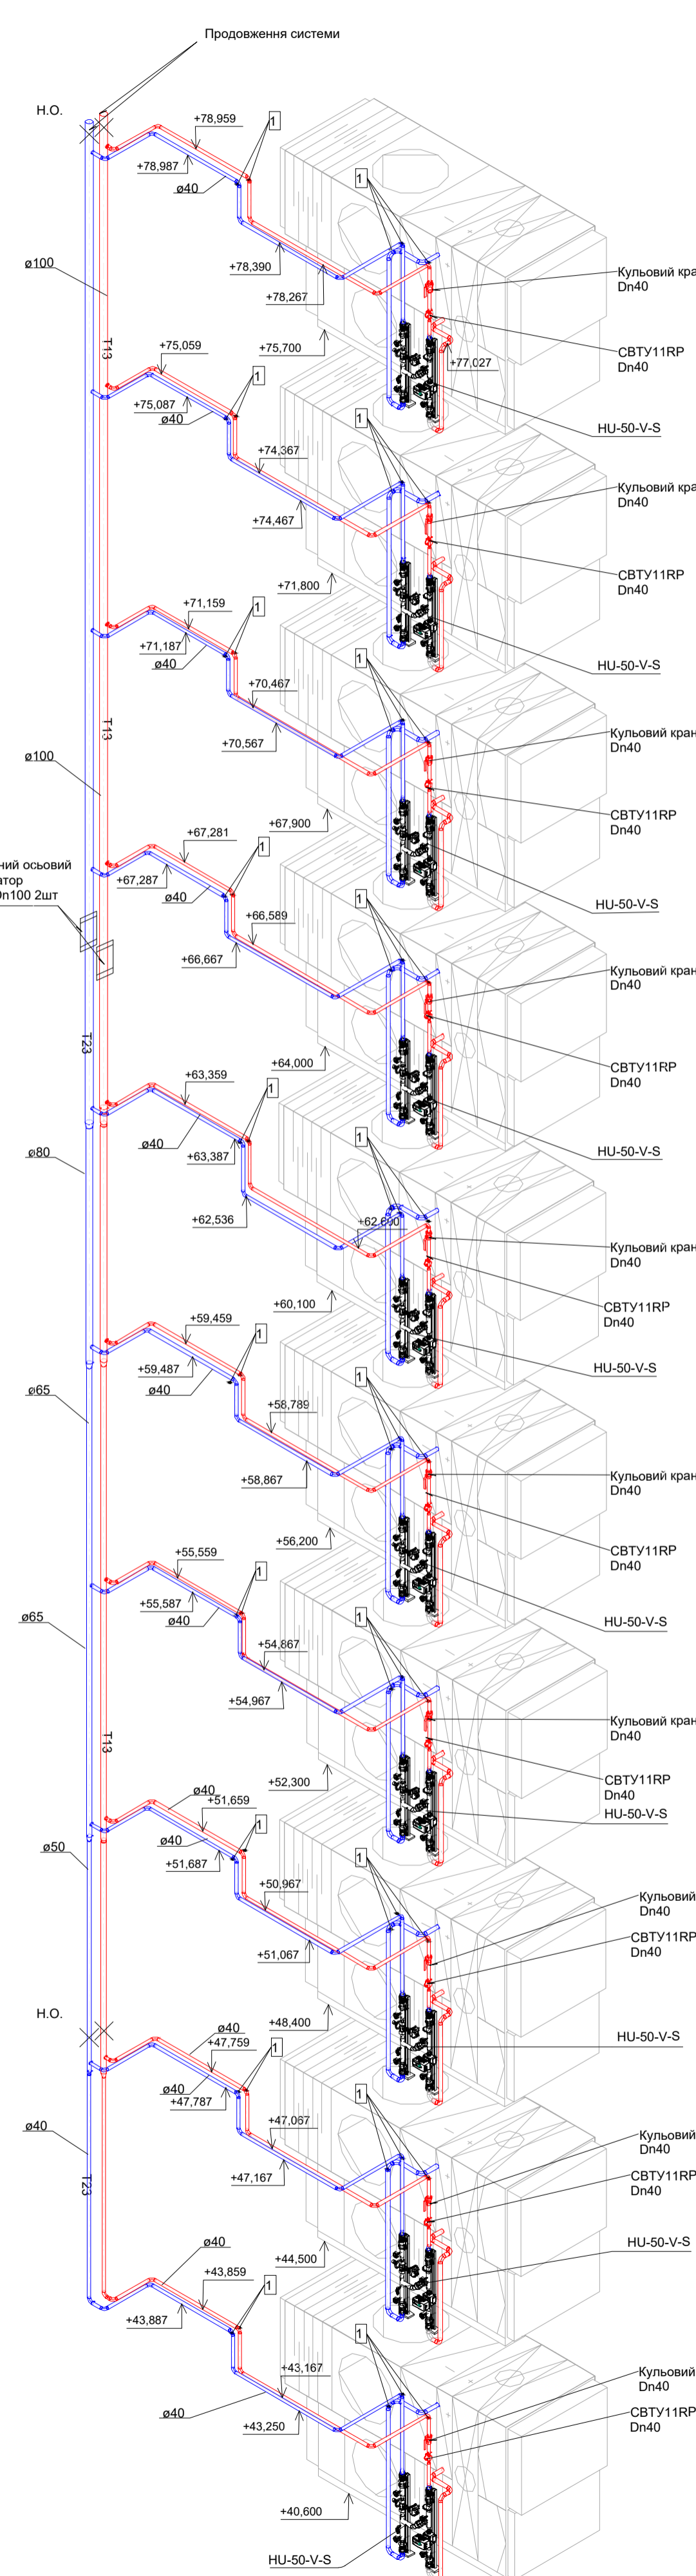 Продовження системи
Н.О.
+78,959
1
+78,987
1
ø40
+78,390
ø100
Кульовий кра
Dn40
+78,267
Т13
+75,059
+75,700
СВТУ11RP
Dn40
+77,027
1
+75,087
ø40
1
HU-50-V-S
+74,367
Кульовий кра
Dn40
+74,467
СВТУ11RP
Dn40
+71,800
+71,159
1
+71,187
ø40
1
HU-50-V-S
+70,467
Т13
Кульовий кран
Dn40
+70,567
ø100
СВТУ11RP
Dn40
+67,900
+67,281
1
ний осьовий
атор
Dn100 2шт
+67,287
ø40
1
HU-50-V-S
+66,589
+66,667
Кульовий кран
Dn40
Т23
СВТУ11RP
Dn40
+64,000
+63,359
1
ø40
+63,387
ø80
HU-50-V-S
+62,536
+62,600
Кульовий кран
Dn40
+60,100
СВТУ11RP
Dn40
+59,459
1
+59,487
ø40
1
HU-50-V-S
ø65
+58,789
+58,867
Кульовий кран
Dn40
+56,200
СВТУ11RP
Dn40
+55,559
1
+55,587
ø40
1
ø65
HU-50-V-S
+54,867
+54,967
Кульовий кран
Dn40
Т13
+52,300
СВТУ11RP
Dn40
ø40
+51,659
HU-50-V-S
1
ø40
ø50
+51,687
1
+50,967
Кульовий
Dn40
+51,067
СВТУ11RP
Dn40
Н.О.
+48,400
ø40
+47,759
HU-50-V-S
1
ø40
+47,787
1
+47,067
ø40
Кульовий
Dn40
+47,167
Т23
СВТУ11RP
Dn40
ø40
+44,500
HU-50-V-S
+43,859
1
+43,887
1
+43,167
Кульовий
Dn40
ø40
+43,250
СВТУ11RP
Dn40
+40,600
HU-50-V-S